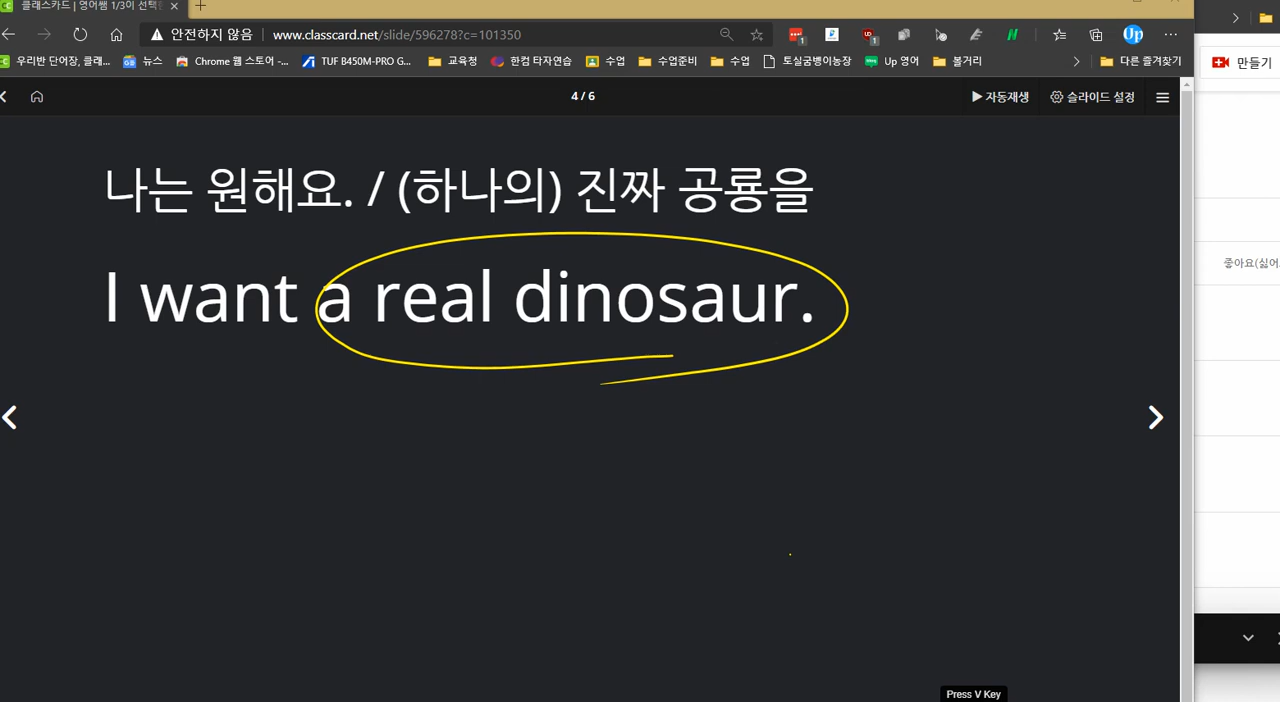 클래스카드 | 영어쌤 1/3이 선택
안전하지 않음 www.classcard.net/slide/596278?c=101350
우리반 단어장, 클래... 뉴스 Chrome 웹 스토어 -... TUF B450M-PRO G... 교육청 한컴 타자연습 수업 수업준비 수업 토실굼벵이농장 Up 영어 볼거리 다른 즐겨찾기
만들기
4 / 6 자동재생 슬라이드 설정
나는 원해요. / (하나의) 진짜 공룡을
좋아요(싫어
I want a real dinosaur.
Press V Key